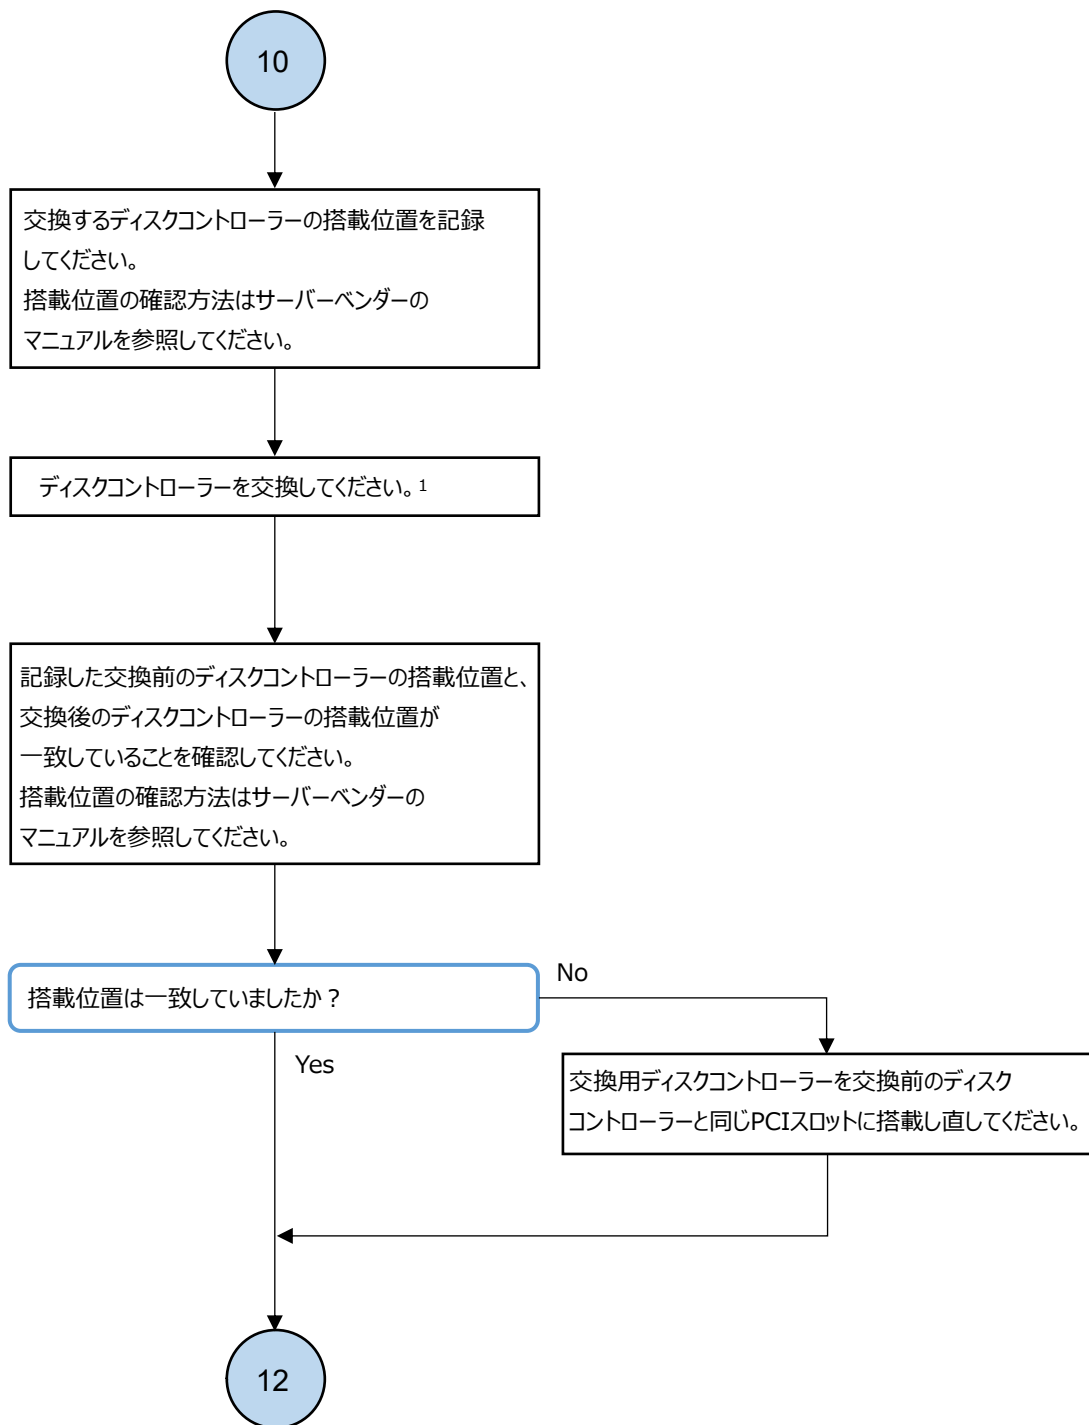 10
交換するディスクコントローラーの搭載位置を記録
してください。
搭載位置の確認方法はサーバーベンダーの
マニュアルを参照してください。
ディスクコントローラーを交換してください。1
記録した交換前のディスクコントローラーの搭載位置と、
交換後のディスクコントローラーの搭載位置が
一致していることを確認してください。
搭載位置の確認方法はサーバーベンダーの
マニュアルを参照してください。
搭載位置は一致していましたか？
No
Yes
交換用ディスクコントローラーを交換前のディスク
コントローラーと同じPCIスロットに搭載し直してください。
12